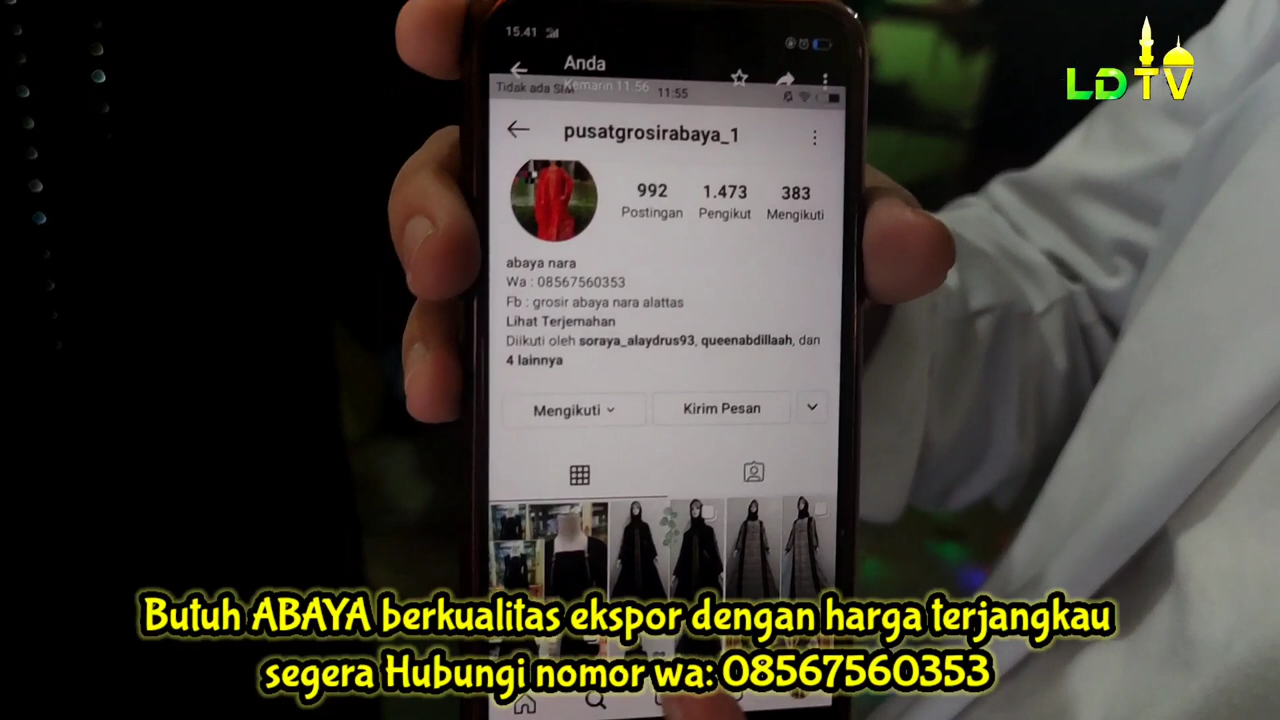 15.41
LDTV
Anda
Kemarin 11.56
Tidak ada SIM
11:55
pusatgrosirabaya_1
992 1.473 383
Postingan Pengikut Mengikuti
abaya nara
Wa : 08567560353
Fb : grosir abaya nara alattas
Lihat Terjemahan
Diikuti oleh soraya_alaydrus93, queenabdillaah, dan
4 lainnya
Mengikuti Kirim Pesan
Butuh ABAYA berkualitas ekspor dengan harga terjangkau
segera Hubungi nomor wa: 08567560353